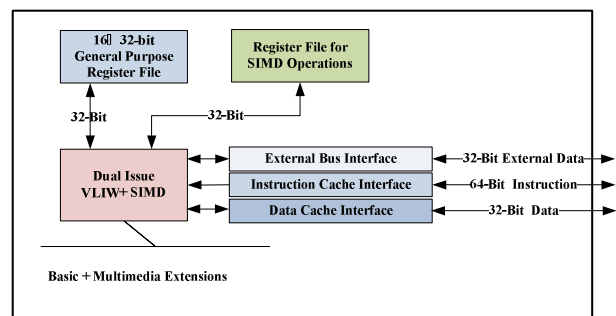 16 32-bit
General Purpose
Register File
Register File for
SIMD Operations
32-Bit
32-Bit
Dual Issue
VLIW+SIMD
External Bus Interface
32-Bit External Data
Instruction Cache Interface
64-Bit Instruction
Data Cache Interface
32-Bit Data
Basic+Multimedia Extensions